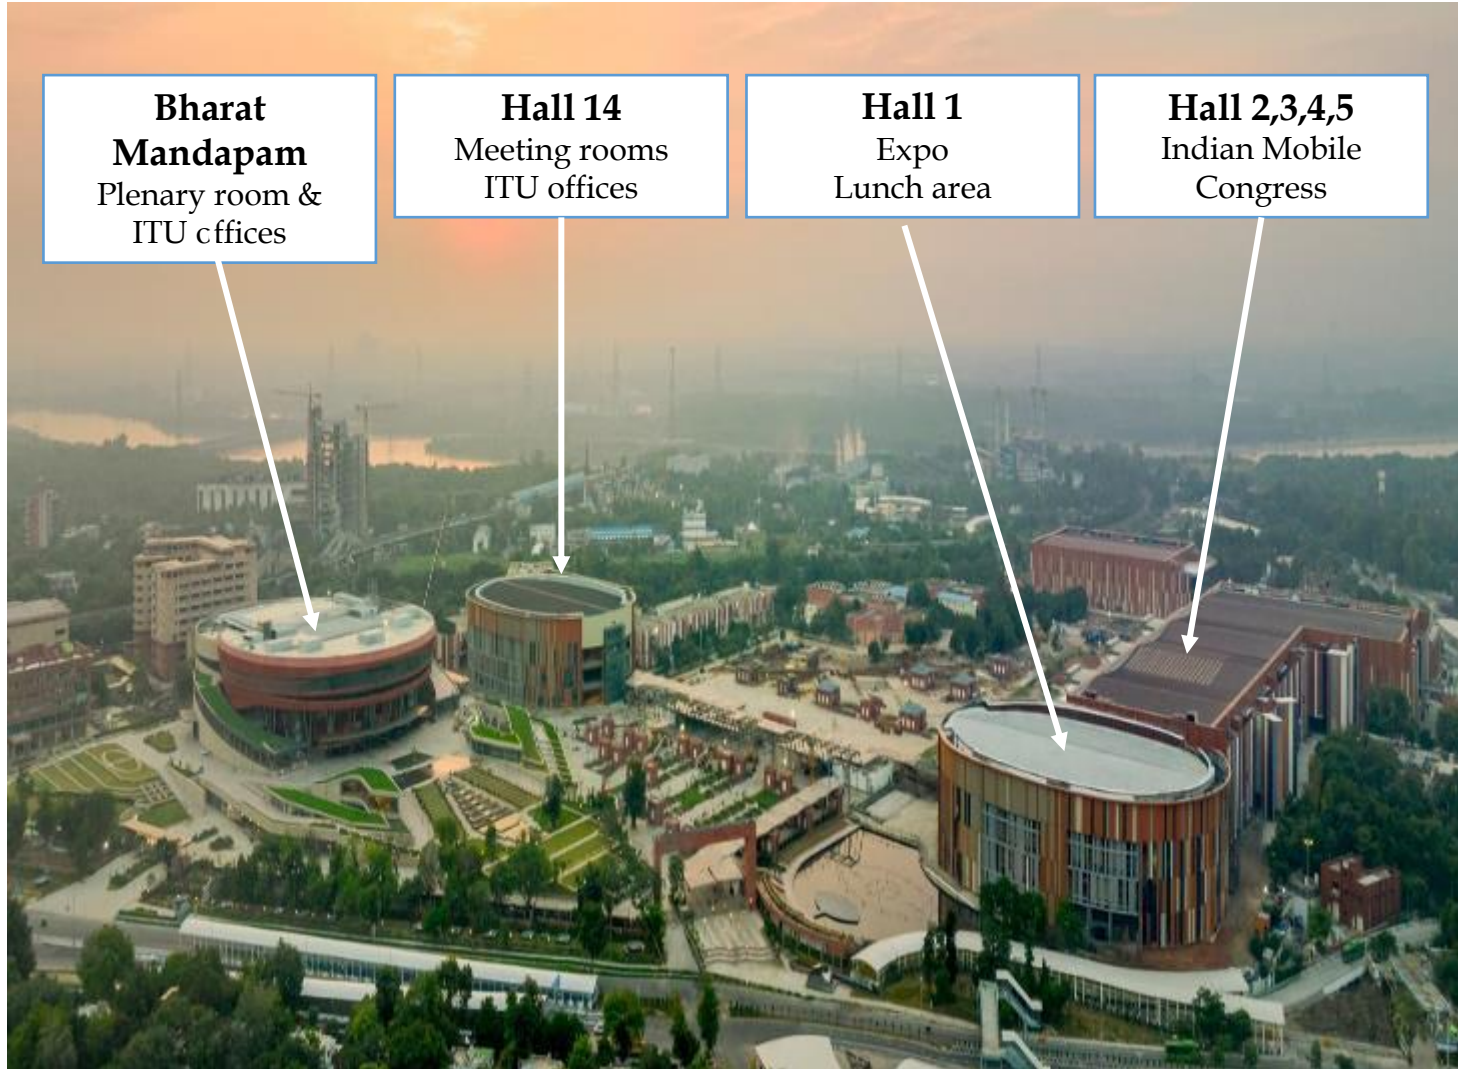 Bharat
Mandapam
Plenary room &
ITU offices
Hall 14
Meeting rooms
ITU offices
Hall 1
Expo
Lunch area
Hall 2,3,4,5
Indian Mobile
Congress